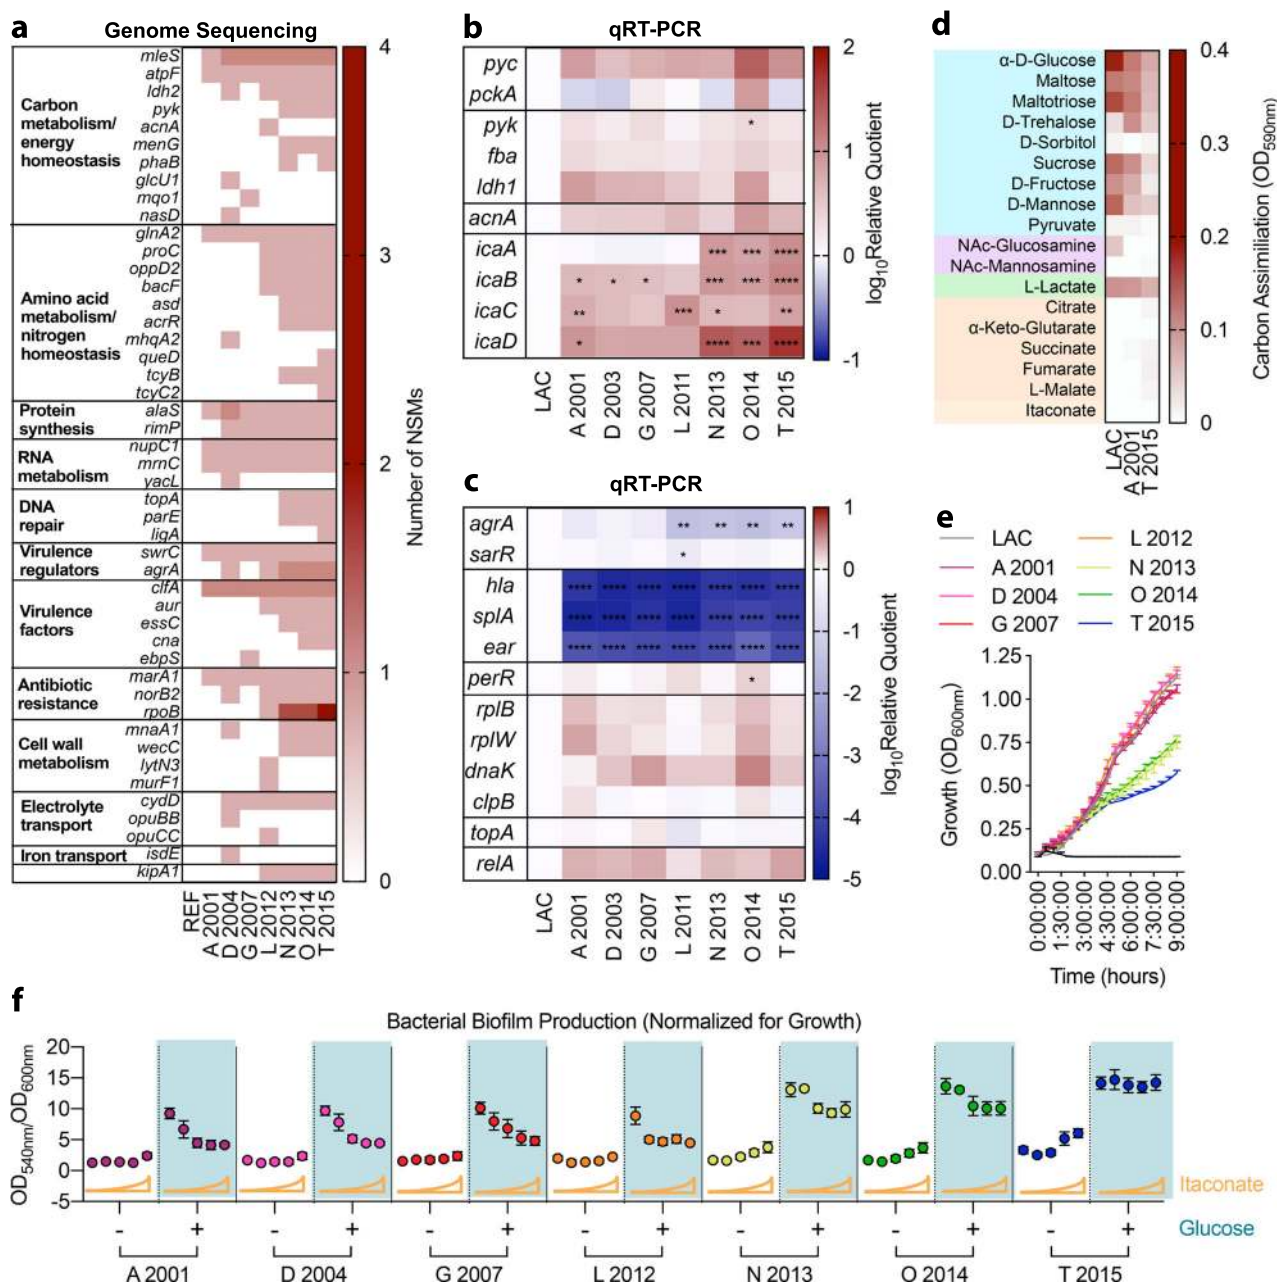 a
Genome Sequencing
Carbon
metabolism/
energy
homeostasis
mleS
atpF
ldh2
pyk
acnA
menG
phaB
glcU1
mqo1
nasD
Amino acid
metabolism/
nitrogen
homeostasis
glnA2
proC
oppD2
bacF
asd
acrR
mhqA2
queD
tcyB
tcyC2
Protein
synthesis
alaS
rimP
RNA
metabolism
nupC1
mrnC
yacL
DNA
repair
topA
parE
ligA
Virulence
regulators
swrC
agrA
Virulence
factors
clfA
aur
essC
cna
ebpS
Antibiotic
resistance
marA1
norB2
rpoB
Cell wall
metabolism
mnaA1
wecC
lytN3
murF1
Electrolyte
transport
cydD
opuBB
opuCC
Iron transport
isdE
kipA1
REF
A 2001
D 2004
G 2007
L 2012
N 2013
O 2014
T 2015
4
3
2
1
0
Number of NSMs
b
qRT-PCR
pyc
pckA
pyk *
fba
ldh1
acnA
icaA *** *** ****
icaB * * * *** *** ****
icaC ** *** * **
icaD * **** *** ****
LAC
A 2001
D 2003
G 2007
L 2011
N 2013
O 2014
T 2015
2
1
0
-1
log10Relative Quotient
c
qRT-PCR
agrA ** ** ** **
sarR *
hla **** **** **** **** **** **** ****
splA **** **** **** **** **** **** ****
ear **** **** **** **** **** **** ****
perR *
rplB
rplW
dnaK
clpB
topA
relA
LAC
A 2001
D 2003
G 2007
L 2011
N 2013
O 2014
T 2015
1
0
-1
-2
-3
-4
-5
log10Relative Quotient
d
α-D-Glucose
Maltose
Maltotriose
D-Trehalose
D-Sorbitol
Sucrose
D-Fructose
D-Mannose
Pyruvate
NAc-Glucosamine
NAc-Mannosamine
L-Lactate
Citrate
α-Keto-Glutarate
Succinate
Fumarate
L-Malate
Itaconate
LAC
A 2001
T 2015
0.4
0.3
0.2
0.1
0
Carbon Assimiliation (OD590nm)
e
LAC
A 2001
D 2004
G 2007
L 2012
N 2013
O 2014
T 2015
1.25
1.00
0.75
0.50
0.25
0.00
Growth (OD600nm)
0:00:00
1:30:00
3:00:00
4:30:00
6:00:00
7:30:00
9:00:00
Time (hours)
f
Bacterial Biofilm Production (Normalized for Growth)
OD540nm/OD600nm
20
15
10
5
0
-5
Itaconate
- + - + - + - + - + - + - + Glucose
A 2001 D 2004 G 2007 L 2012 N 2013 O 2014 T 2015